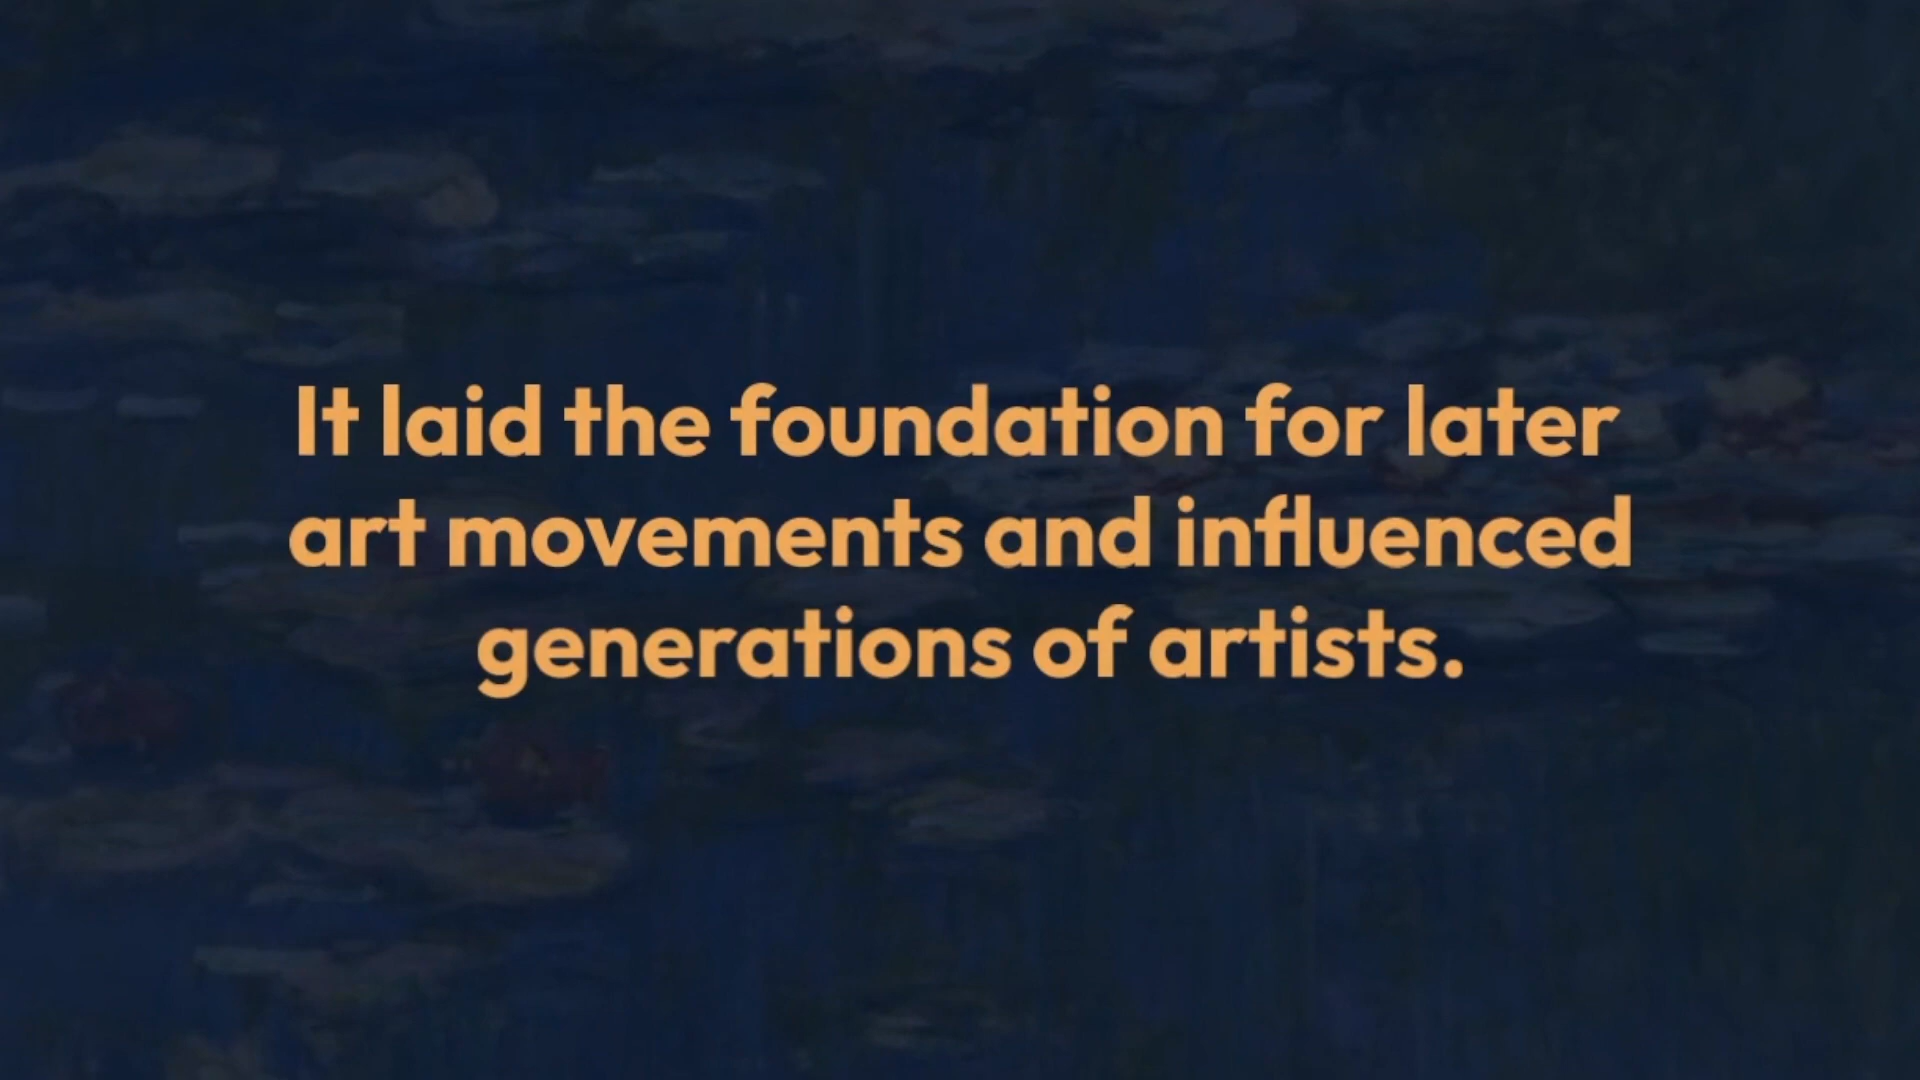 It laid the foundation for later
art movements and influenced
generations of artists.